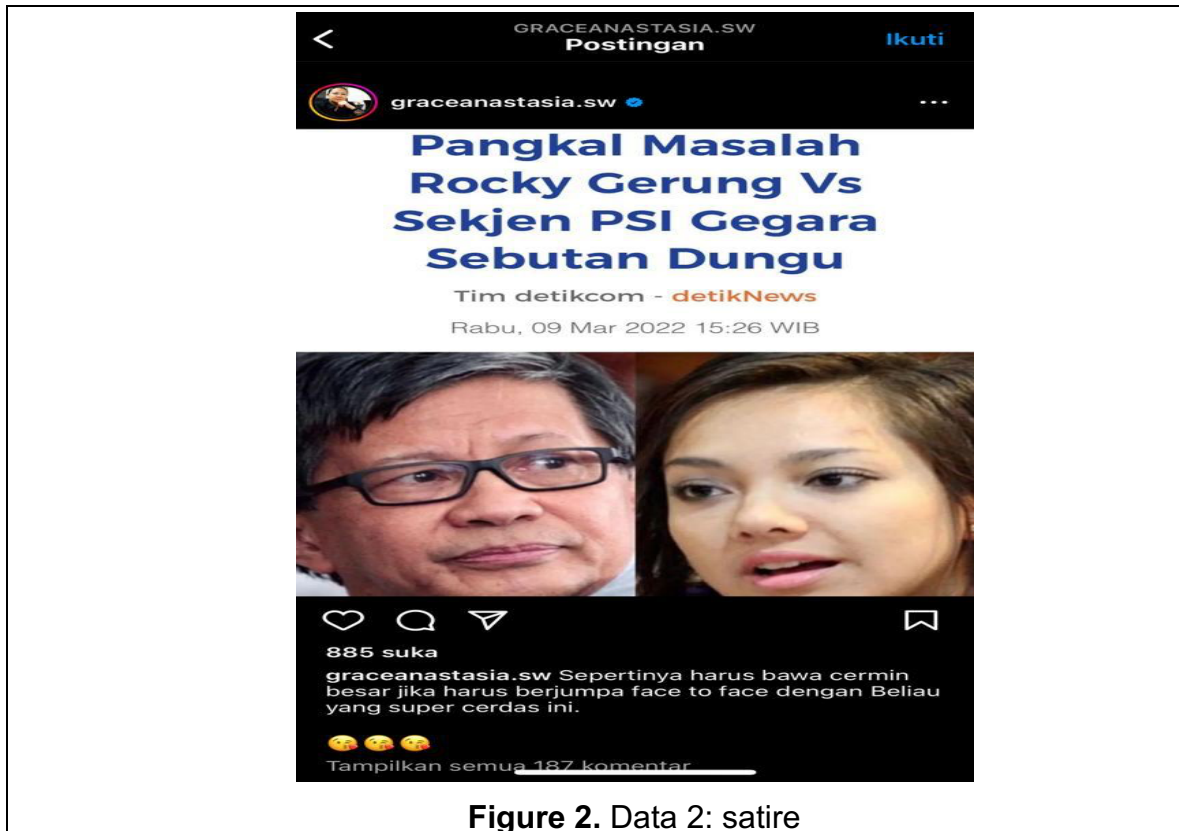 GRACEANASTASIA.SW
Postingan
Ikuti
graceanastasia.sw
Pangkal Masalah
Rocky Gerung Vs
Sekjen PSI Gegara
Sebutan Dungu
Tim detikcom - detikNews
Rabu, 09 Mar 2022 15:26 WIB
885 suka
graceanastasia.sw Sepertinya harus bawa cermin
besar jika harus berjumpa face to face dengan Beliau
yang super cerdas ini.
😘😘😘
Tampilkan semua 187 komentar
Figure 2. Data 2: satire